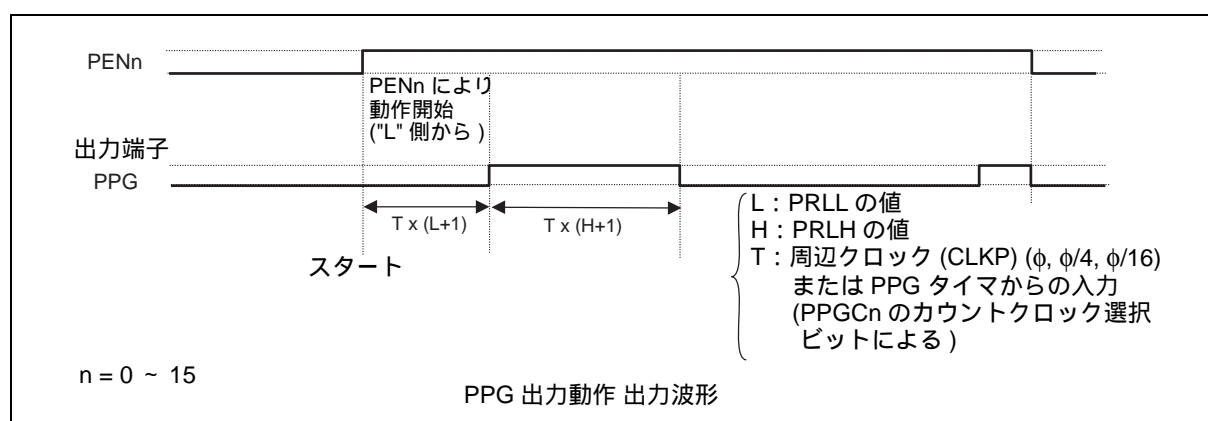 PENn
PENn により
動作開始
("L" 側から )
出力端子
PPG
T x (L+1)
T x (H+1)
スタート
L：PRLL の値
H：PRLH の値
T：周辺クロック (CLKP) (ϕ, ϕ/4, ϕ/16)
または PPG タイマからの入力
(PPGCn のカウントクロック選択
ビットによる )
n = 0 ~ 15
PPG 出力動作 出力波形